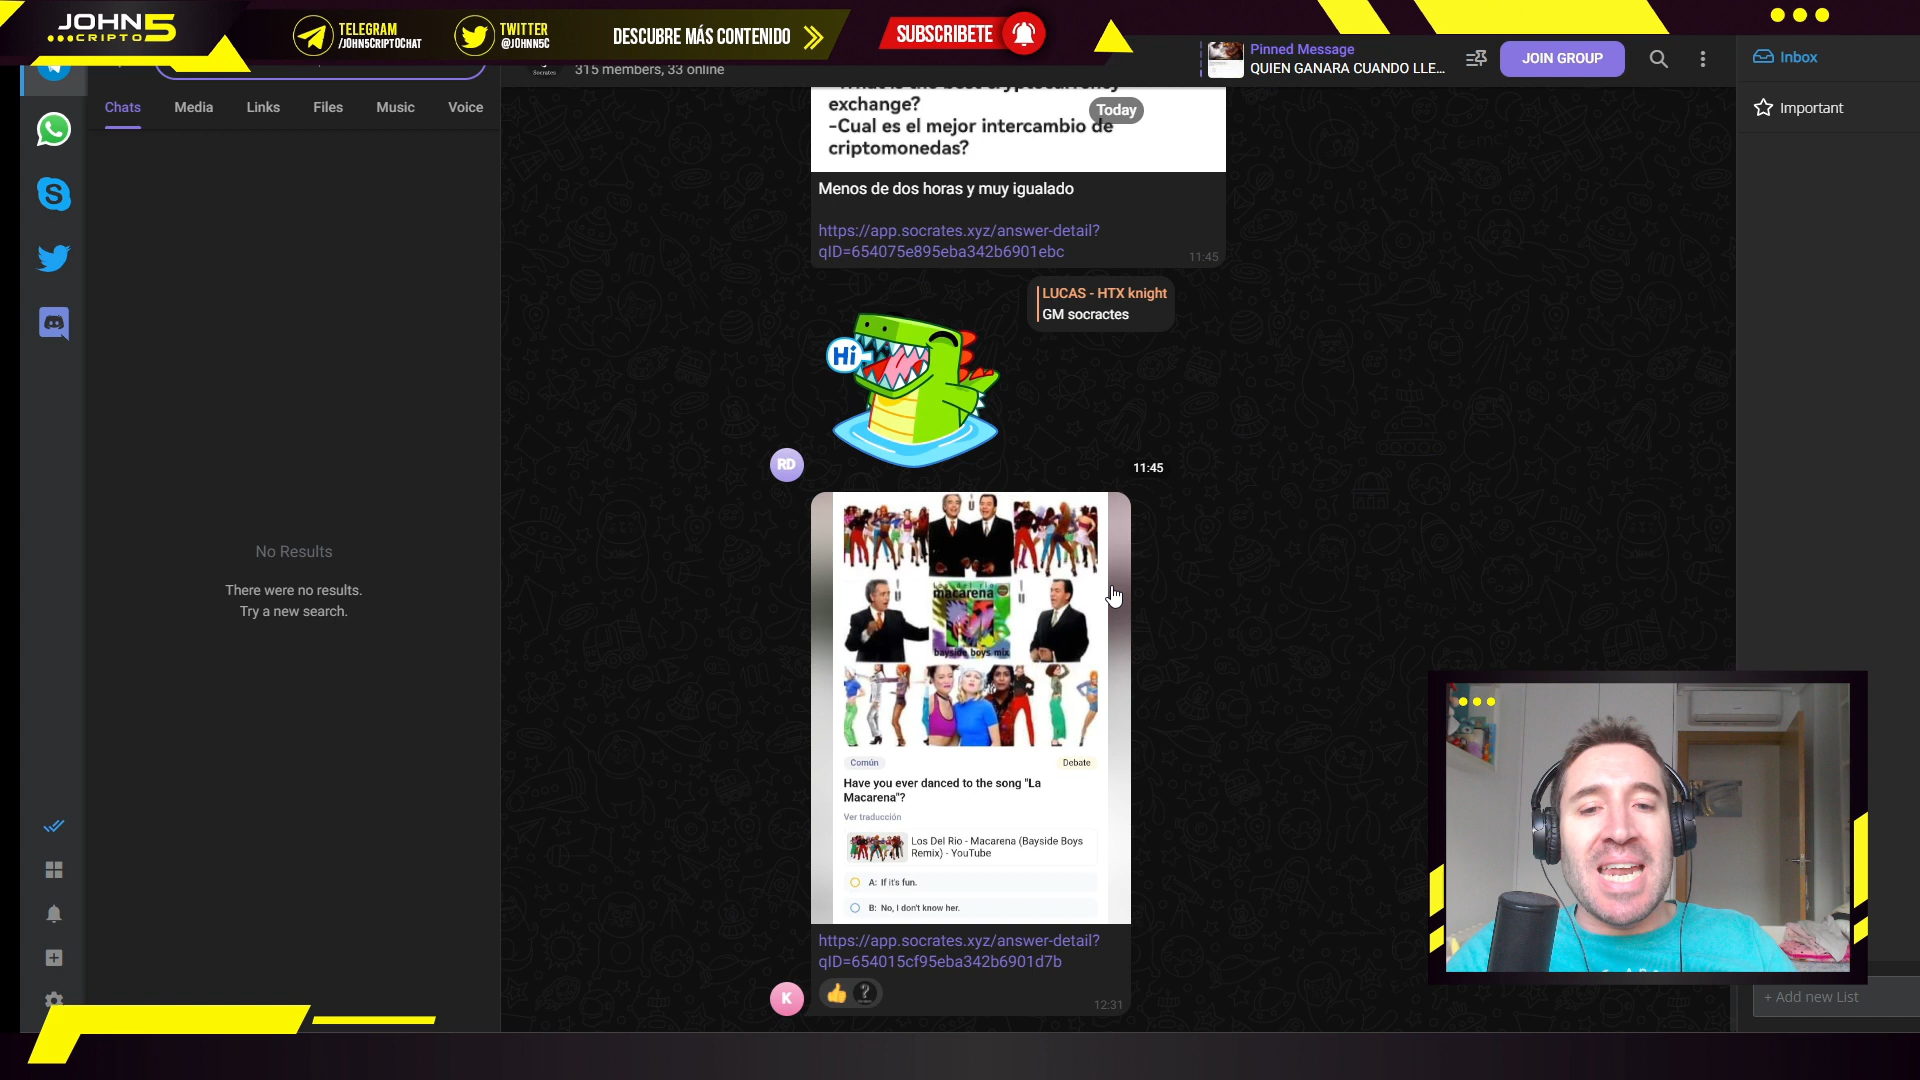 JOHN5
CRIPTO
TELEGRAM
/JOHN5CRIPTOCHAT
TWITTER
@J0HNN5C
DESCUBRE MÁS CONTENIDO
SUBSCRIBETE
315 members, 33 online
Pinned Message
QUIEN GANARA CUANDO LLE...
JOIN GROUP
Inbox
Important
Chats
Media
Links
Files
Music
Voice
exchange?
Today
-Cual es el mejor intercambio de
criptomonedas?
Menos de dos horas y muy igualado
https://app.socrates.xyz/answer-detail?
qID=654075e895eba342b6901ebc
11:45
LUCAS - HTX knight
GM socractes
Hi
RD
11:45
No Results
There were no results.
Try a new search.
macarena
bayside boys mix
Común
Debate
Have you ever danced to the song "La
Macarena"?
Ver traducción
Los Del Rio - Macarena (Bayside Boys
Remix) - YouTube
A: If it's fun.
B: No, I don't know her.
https://app.socrates.xyz/answer-detail?
qID=654015cf95eba342b6901d7b
K
12:31
+ Add new List